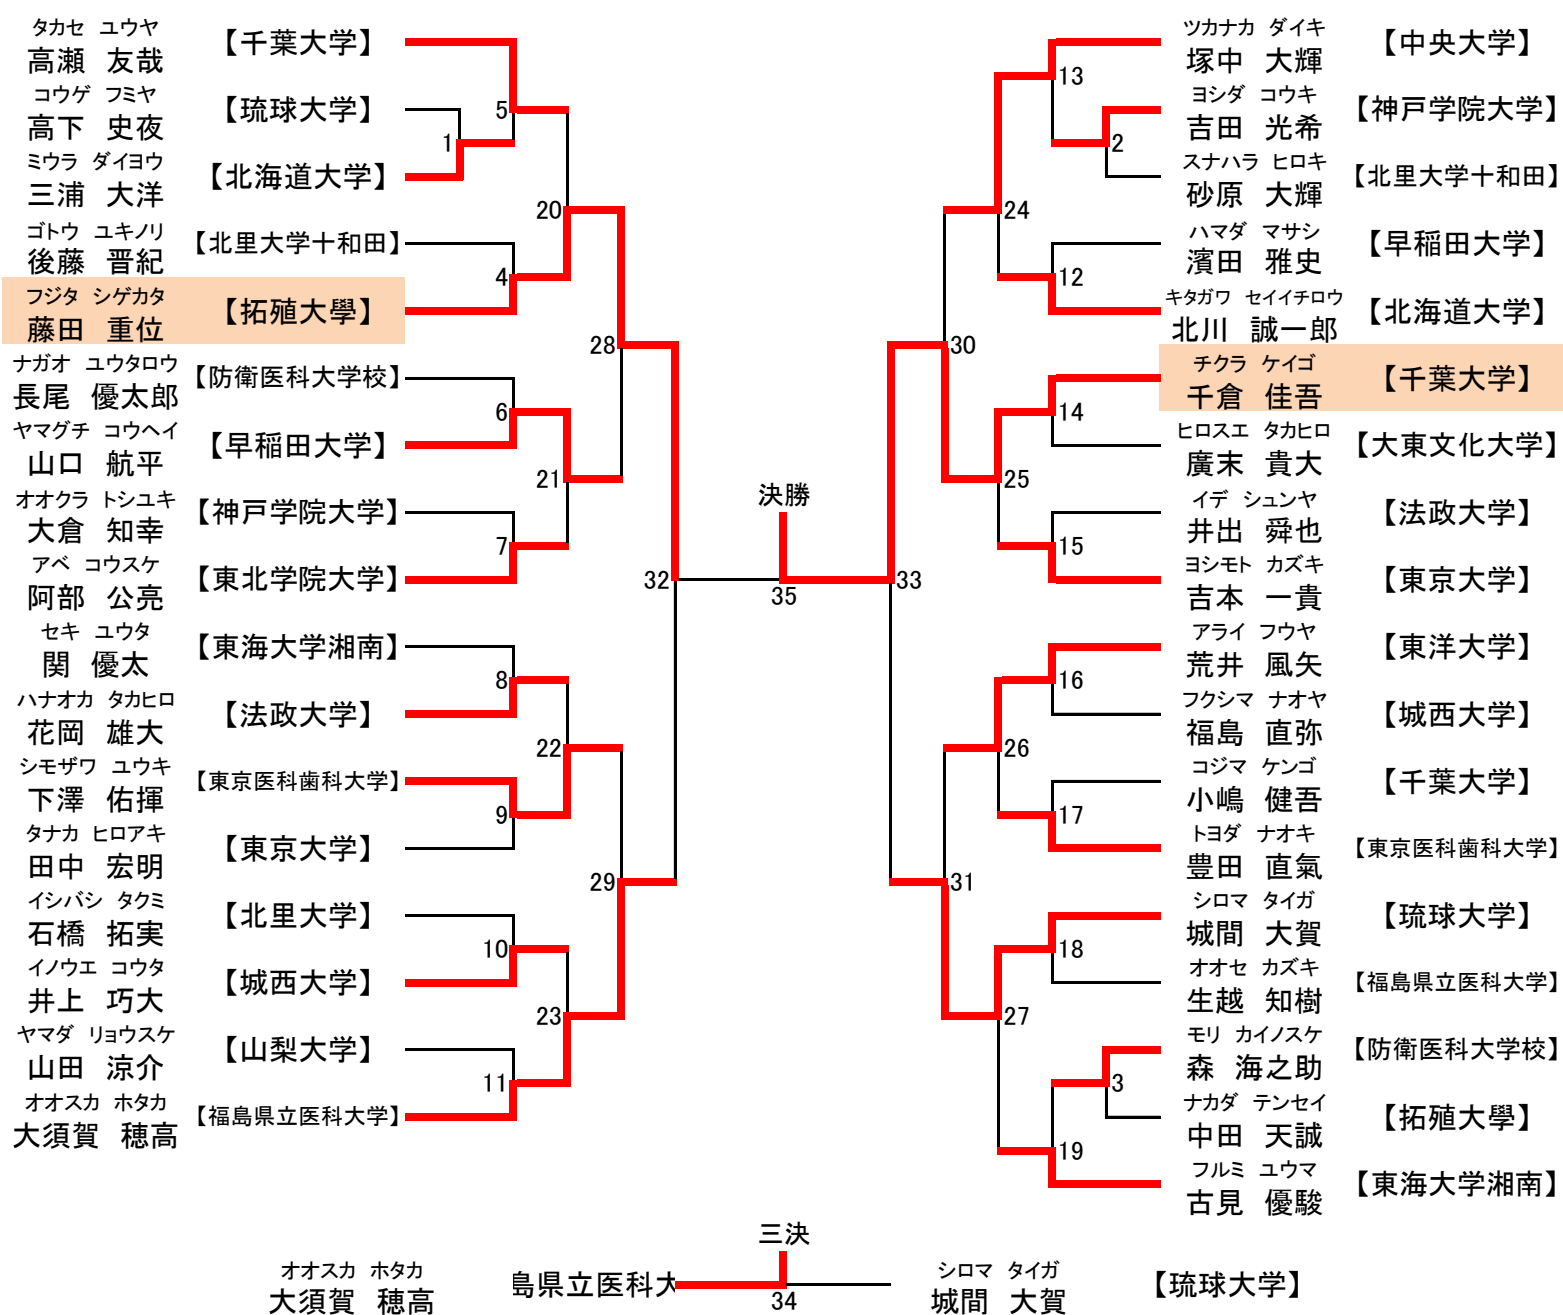 タカセ ユウヤ
高瀬 友哉 【千葉大学】
コウゲ フミヤ
高下 史夜 【琉球大学】
ミウラ ダイヨウ
三浦 大洋 【北海道大学】
ゴトウ ユキノリ
後藤 晋紀 【北里大学十和田】
フジタ シゲカタ
藤田 重位 【拓殖大學】
ナガオ ユウタロウ
長尾 優太郎 【防衛医科大学校】
ヤマグチ コウヘイ
山口 航平 【早稲田大学】
オオクラ トシユキ
大倉 知幸 【神戸学院大学】
アベ コウスケ
阿部 公亮 【東北学院大学】
セキ ユウタ
関 優太 【東海大学湘南】
ハナオカ タカヒロ
花岡 雄大 【法政大学】
シモザワ ユウキ
下澤 佑揮 【東京医科歯科大学】
タナカ ヒロアキ
田中 宏明 【東京大学】
イシバシ タクミ
石橋 拓実 【北里大学】
イノウエ コウタ
井上 巧大 【城西大学】
ヤマダ リョウスケ
山田 涼介 【山梨大学】
オオスカ ホタカ
大須賀 穂高 【福島県立医科大学】
5
1
20
4
28
6
21
7
32
8
22
9
29
10
23
11
決勝
35
13
2
24
12
30
14
25
15
33
16
26
17
31
18
27
3
19
ツカナカ ダイキ
塚中 大輝 【中央大学】
ヨシダ コウキ
吉田 光希 【神戸学院大学】
スナハラ ヒロキ
砂原 大輝 【北里大学十和田】
ハマダ マサシ
濱田 雅史 【早稲田大学】
キタガワ セイイチロウ
北川 誠一郎 【北海道大学】
チクラ ケイゴ
千倉 佳吾 【千葉大学】
ヒロスエ タカヒロ
廣末 貴大 【大東文化大学】
イデ シュンヤ
井出 舜也 【法政大学】
ヨシモト カズキ
吉本 一貴 【東京大学】
アライ フウヤ
荒井 風矢 【東洋大学】
フクシマ ナオヤ
福島 直弥 【城西大学】
コジマ ケンゴ
小嶋 健吾 【千葉大学】
トヨダ ナオキ
豊田 直氣 【東京医科歯科大学】
シロマ タイガ
城間 大賀 【琉球大学】
オオセ カズキ
生越 知樹 【福島県立医科大学】
モリ カイノスケ
森 海之助 【防衛医科大学校】
ナカダ テンセイ
中田 天誠 【拓殖大學】
フルミ ユウマ
古見 優駿 【東海大学湘南】
三決
オオスカ ホタカ
大須賀 穂高 島県立医科大
34
シロマ タイガ
城間 大賀 【琉球大学】